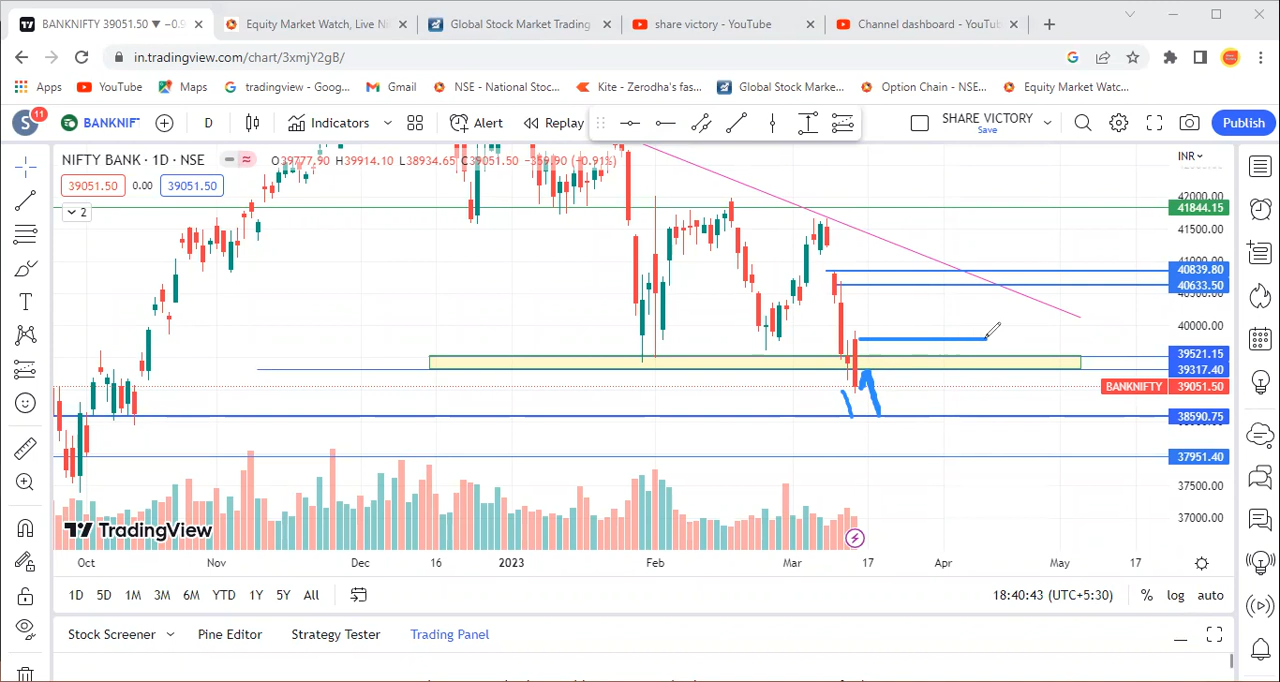 BANKNIFTY 39051.50 ▼ −0.9
Equity Market Watch, Live N
Global Stock Market Trading
share victory - YouTube
Channel dashboard - YouTu
in.tradingview.com/chart/3xmjY2gB/
Apps
YouTube
Maps
tradingview - Goog...
Gmail
NSE - National Stoc...
Kite - Zerodha's fas...
Global Stock Marke...
Option Chain - NSE...
Equity Market Watc...
S
11
BANKNIF
D
Indicators
Alert
Replay
SHARE VICTORY
Save
Publish
NIFTY BANK · 1D · NSE
O39777.90 H39914.10 L38934.65 C39051.50 −359.90 (−0.91%)
INR
39051.50
0.00
39051.50
2
42000.00
41844.15
41500.00
41000.00
40839.80
40633.50
40500.00
40000.00
39521.15
39317.40
BANKNIFTY 39051.50
38590.75
37951.40
37500.00
37000.00
TradingView
Oct
Nov
Dec
16
2023
Feb
Mar
17
Apr
May
17
1D 5D 1M 3M 6M YTD 1Y 5Y All
18:40:43 (UTC+5:30)
% log auto
Stock Screener
Pine Editor
Strategy Tester
Trading Panel